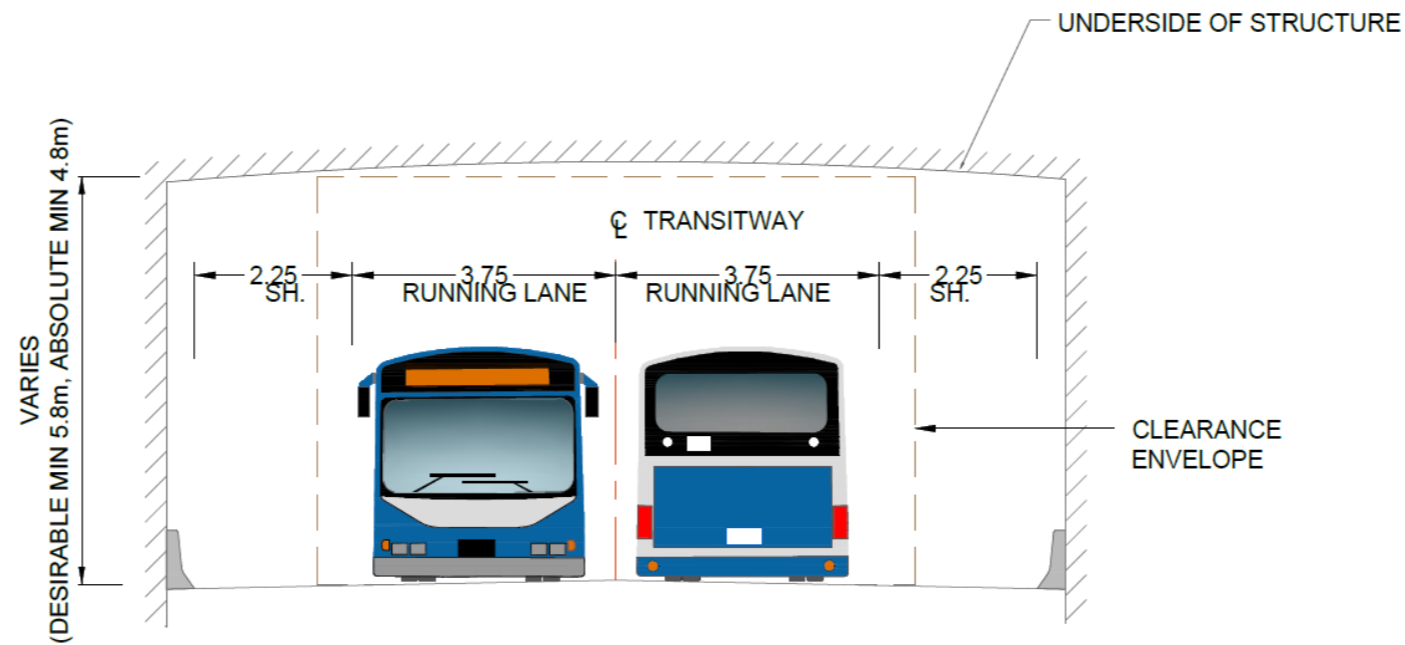 UNDERSIDE OF STRUCTURE
VARIES
(DESIRABLE MIN 5.8m, ABSOLUTE MIN 4.8m)
℄ TRANSITWAY
2.25
SH.
3.75
RUNNING LANE
3.75
RUNNING LANE
2.25
SH.
CLEARANCE
ENVELOPE